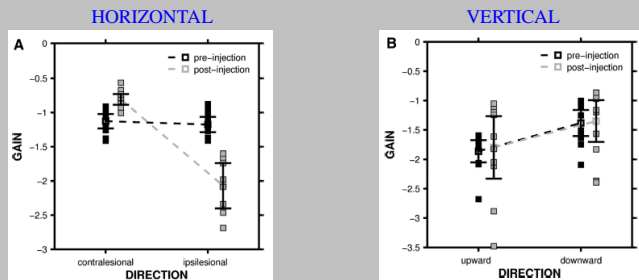 HORIZONTAL
A
0
−0.5
−1
−1.5
−2
−2.5
−3
GAIN
pre-injection
post-injection
contralesional ipsilesional
DIRECTION
VERTICAL
B
0
−0.5
−1
−1.5
−2
−2.5
−3
−3.5
GAIN
pre-injection
post-injection
upward downward
DIRECTION